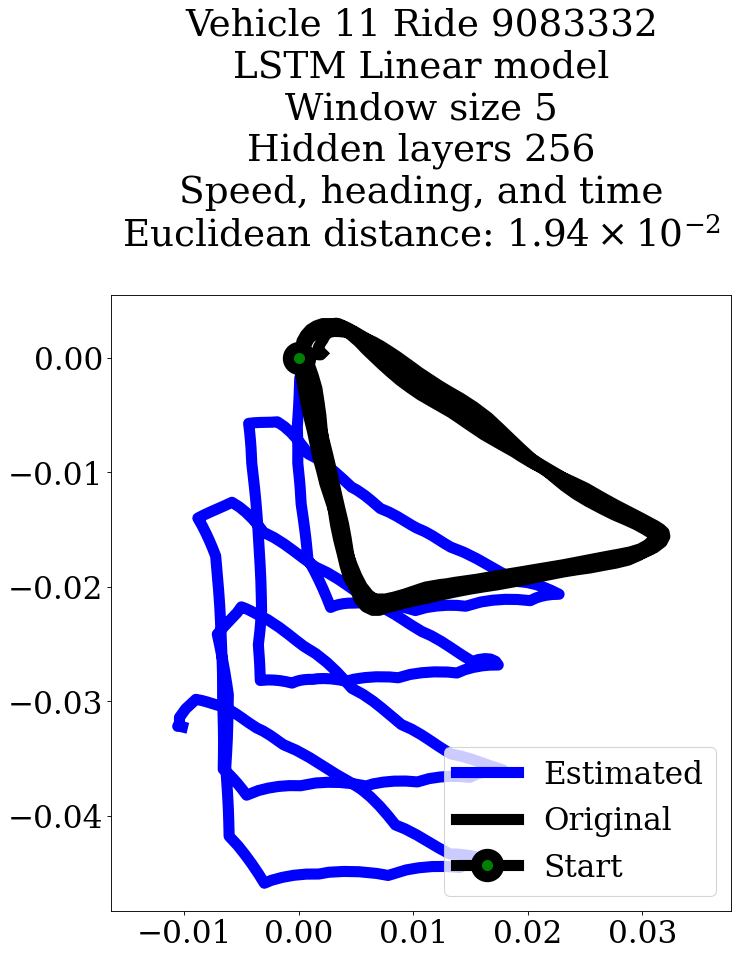 Vehicle 11 Ride 9083332
LSTM Linear model
Window size 5
Hidden layers 256
Speed, heading, and time
Euclidean distance: 1.94 × 10⁻²
0.00
−0.01
−0.02
−0.03
−0.04
Estimated
Original
Start
−0.01 0.00 0.01 0.02 0.03